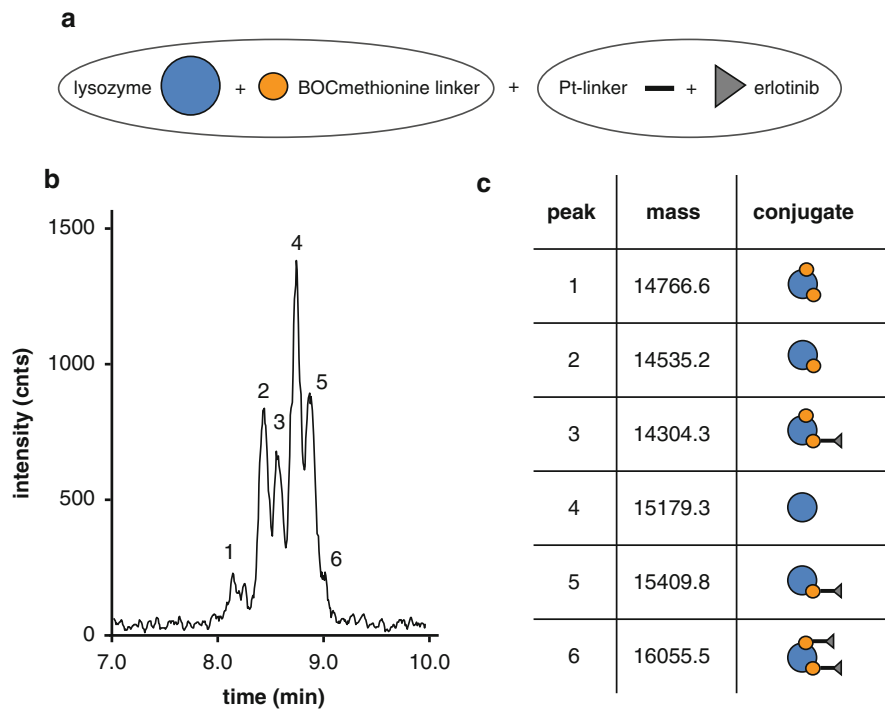 a
lysozyme + BOCmethionine linker + Pt-linker + erlotinib
b
1500
1000
500
0
intensity (cnts)
1 2 3 4 5 6
7.0 8.0 9.0 10.0
time (min)
c
peak mass conjugate
1 14766.6
2 14535.2
3 14304.3
4 15179.3
5 15409.8
6 16055.5